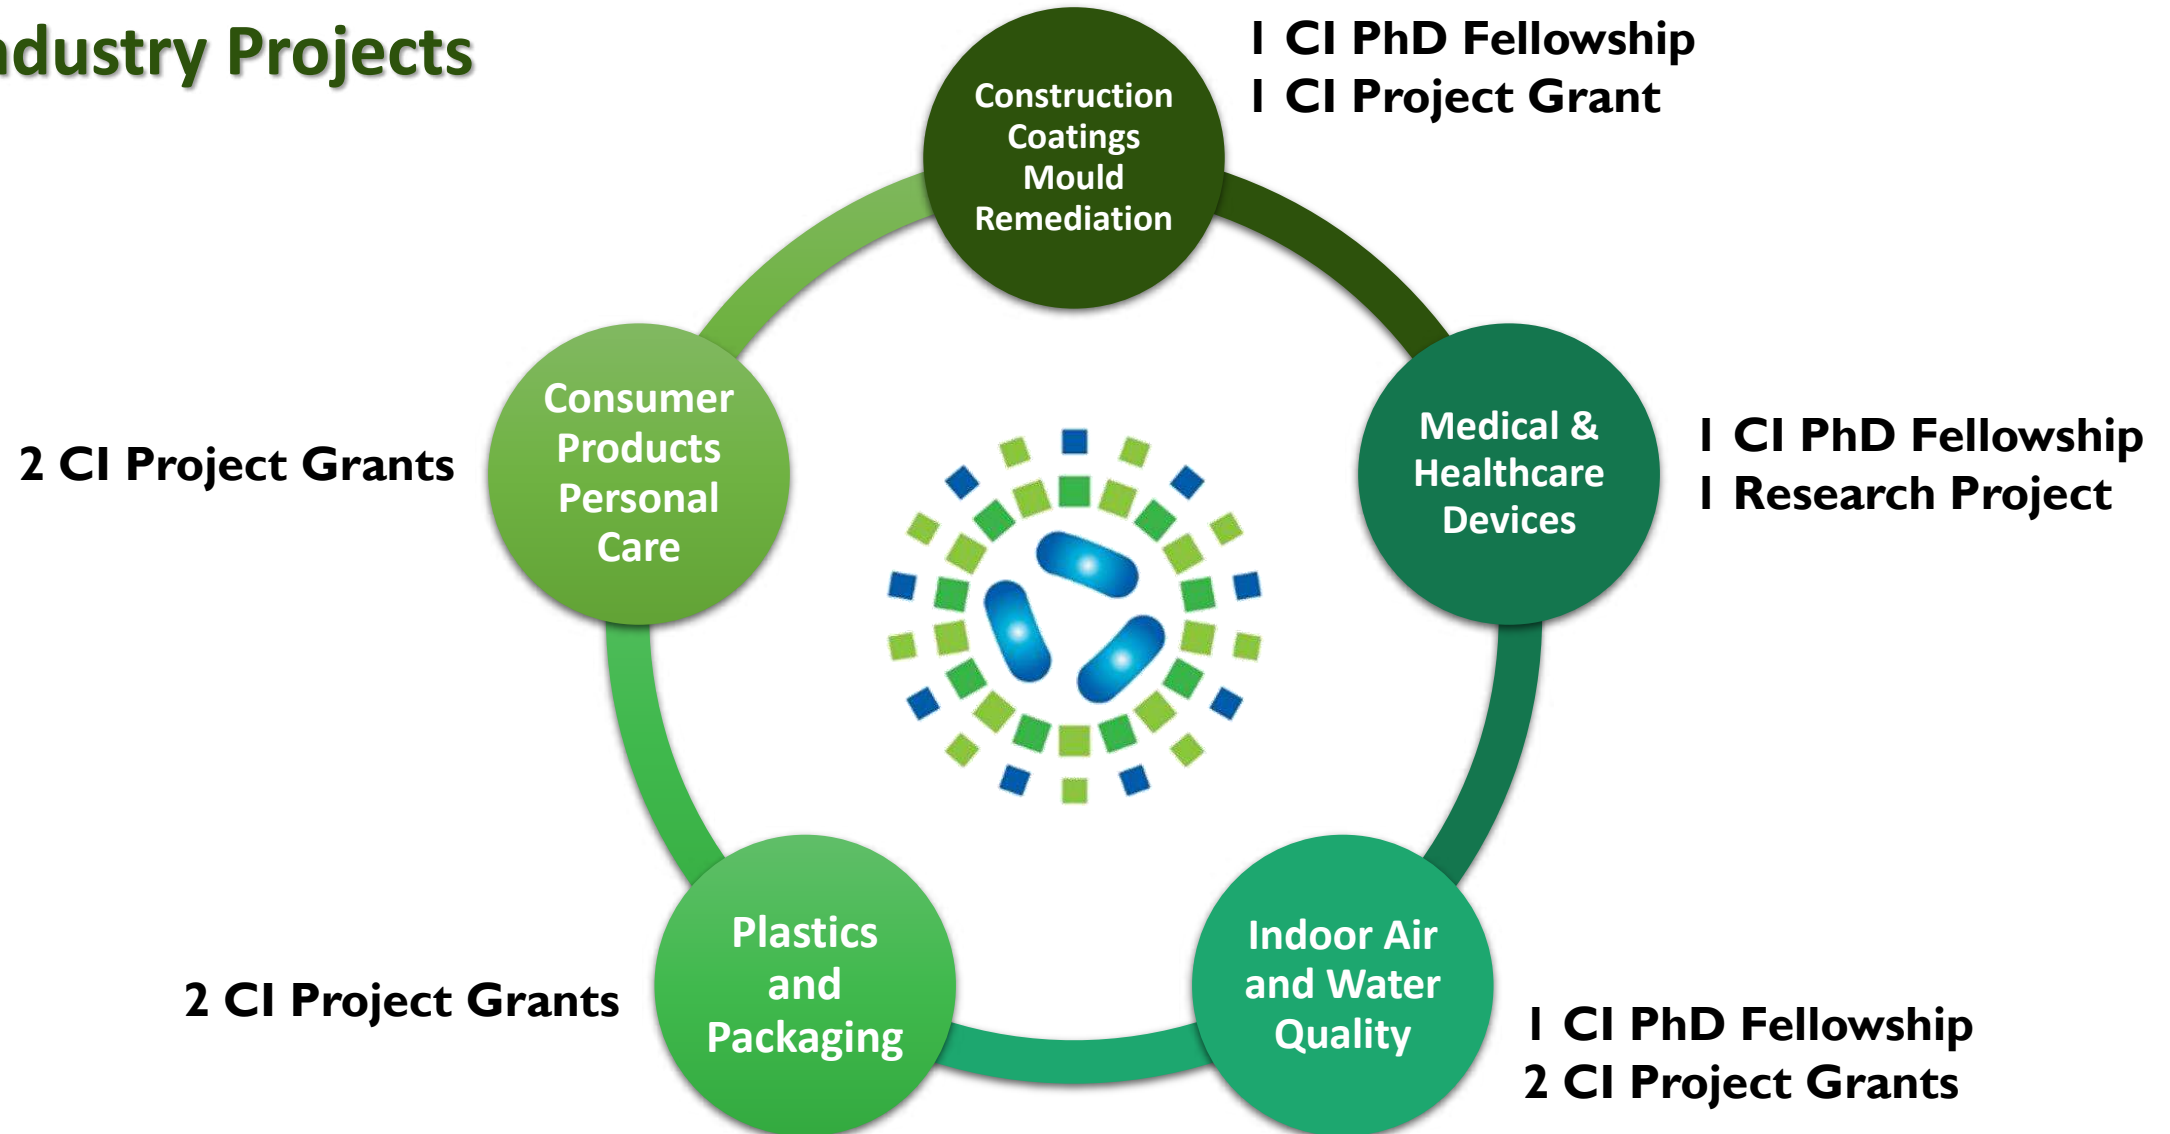 ndustry Projects
Construction
Coatings
Mould
Remediation
1 CI PhD Fellowship
1 CI Project Grant
Medical &
Healthcare
Devices
1 CI PhD Fellowship
1 Research Project
Indoor Air
and Water
Quality
1 CI PhD Fellowship
2 CI Project Grants
Plastics
and
Packaging
2 CI Project Grants
Consumer
Products
Personal
Care
2 CI Project Grants